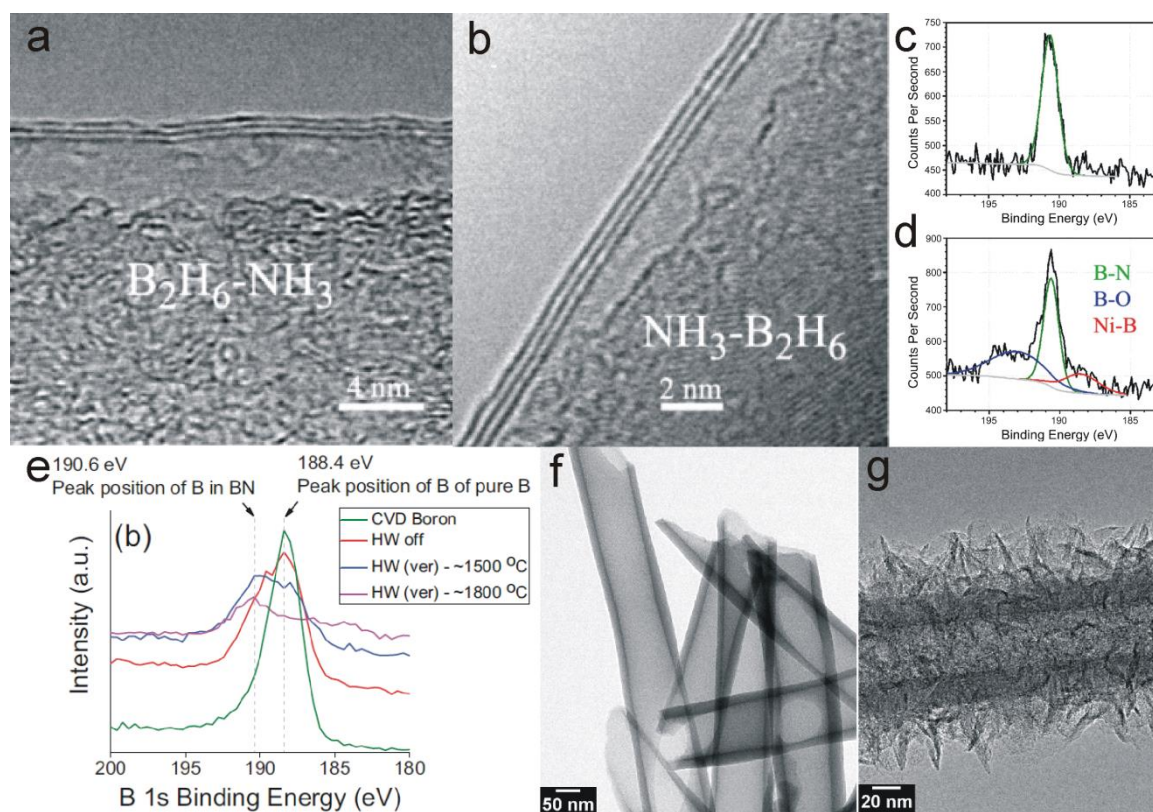 a
B₂H₆-NH₃
4 nm
b
NH₃-B₂H₆
2 nm
c
Counts Per Second
750
700
650
600
550
500
450
400
195
190
185
Binding Energy (eV)
d
Counts Per Second
900
800
700
600
500
400
B-N
B-O
Ni-B
195
190
185
Binding Energy (eV)
e
190.6 eV
Peak position of B in BN
188.4 eV
Peak position of B of pure B
(b)
CVD Boron
HW off
HW (ver) - ~1500 ºC
HW (ver) - ~1800 ºC
Intensity (a.u.)
200
195
190
185
180
B 1s Binding Energy (eV)
f
50 nm
g
20 nm